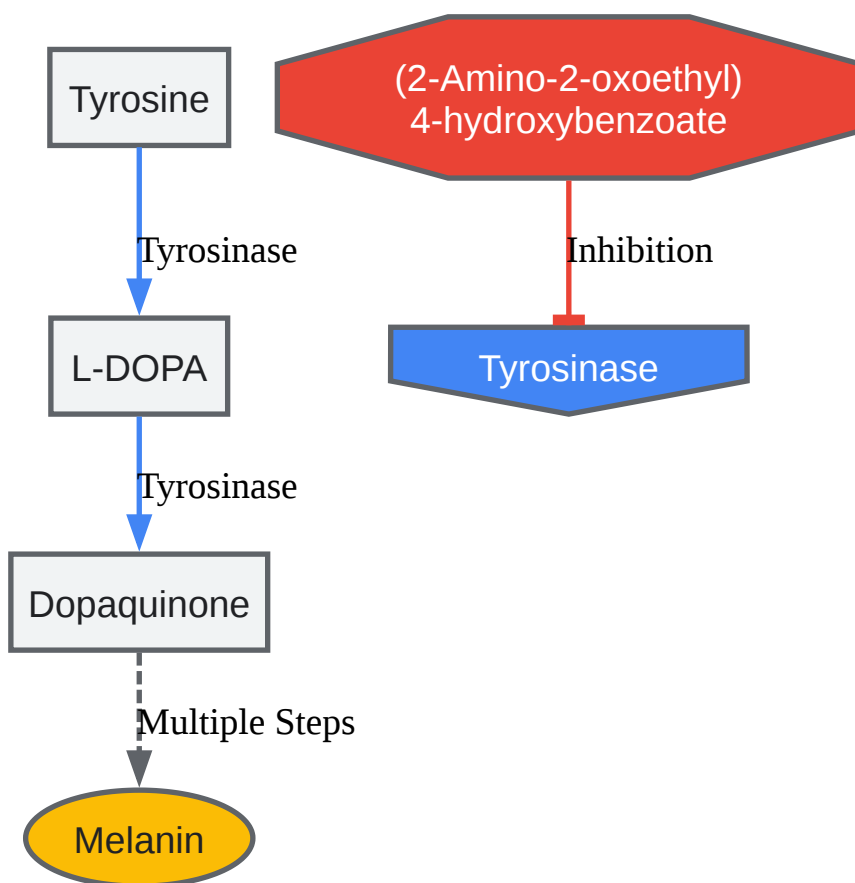 Tyrosine
(2-Amino-2-oxoethyl)
4-hydroxybenzoate
Tyrosinase
Inhibition
L-DOPA
Tyrosinase
Tyrosinase
Dopaquinone
Multiple Steps
Melanin